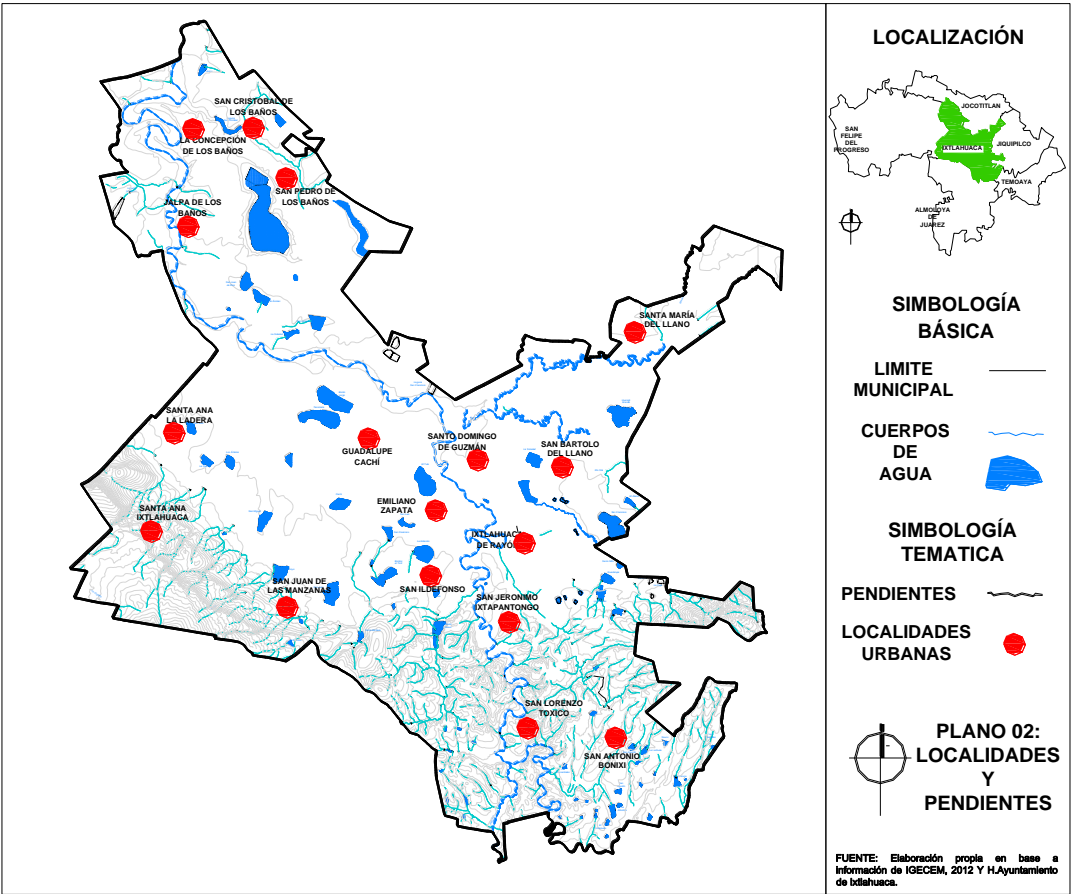 SAN CRISTOBAL DE
LOS BAÑOS
LA CONCEPCIÓN
DE LOS BAÑOS
SAN PEDRO DE
LOS BAÑOS
JALPA DE LOS
BAÑOS
SANTA MARÍA
DEL LLANO
SANTA ANA
LA LADERA
GUADALUPE
CACHÍ
SANTO DOMINGO
DE GUZMÁN
SAN BARTOLO
DEL LLANO
EMILIANO
ZAPATA
SANTA ANA
IXTLAHUACA
IXTLAHUACA
DE RAYÓN
SAN JUAN DE
LAS MANZANAS
SAN ILDEFONSO
SAN JERONIMO
IXTAPANTONGO
SAN LORENZO
TOXICO
SAN ANTONIO
BONIXI
LOCALIZACIÓN
JOCOTITLAN
SAN
FELIPE
DEL
PROGRESO
IXTLAHUACA
JIQUIPILCO
TEMOAYA
ALMOLOYA
DE
JUAREZ
SIMBOLOGÍA
BÁSICA
LIMITE
MUNICIPAL
CUERPOS
DE
AGUA
SIMBOLOGÍA
TEMATICA
PENDIENTES
LOCALIDADES
URBANAS
PLANO 02:
LOCALIDADES
Y
PENDIENTES
FUENTE: Elaboración propia en base a
información de IGECEM, 2012 Y H.Ayuntamiento
de Ixtlahuaca.